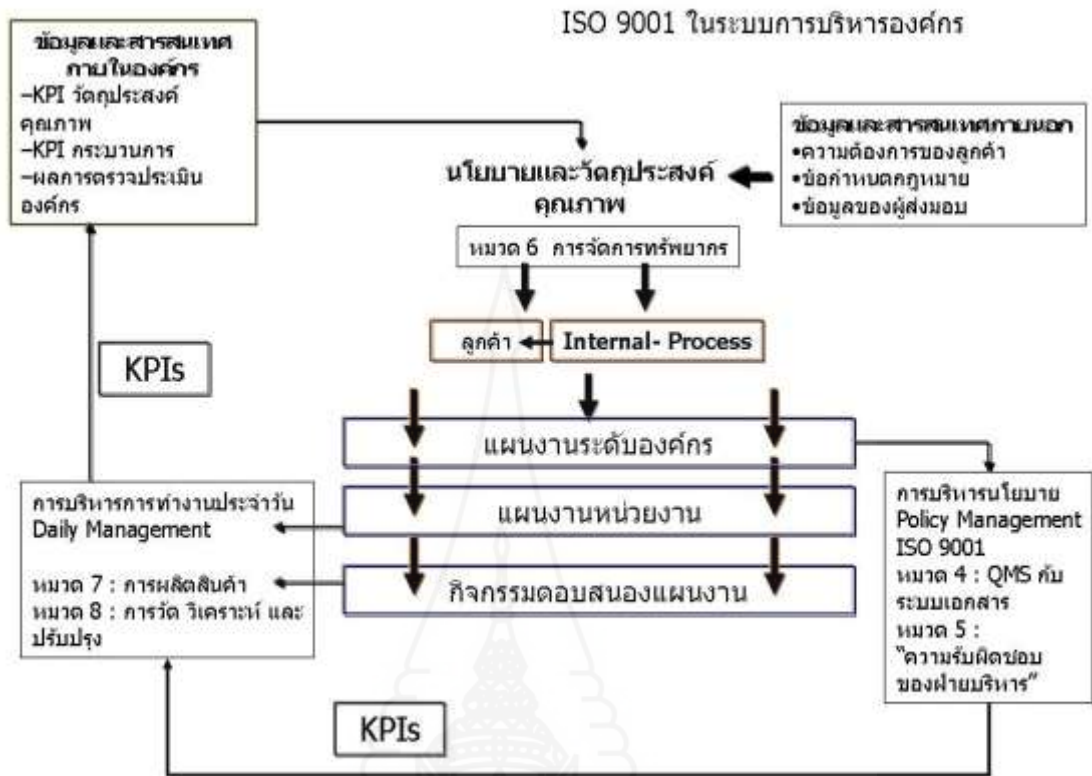 ISO 9001 ในระบบการบริหารองค์กร
ข้อมูลและสารสนเทศ
ภายในองค์กร
–KPI วัตถุประสงค์
คุณภาพ
–KPI กระบวนการ
–ผลการตรวจประเมิน
องค์กร
ข้อมูลและสารสนเทศภายนอก
•ความต้องการของลูกค้า
•ข้อกำหนดกฎหมาย
•ข้อมูลของผู้ส่งมอบ
นโยบายและวัตถุประสงค์
คุณภาพ
หมวด 6 การจัดการทรัพยากร
ลูกค้า
Internal- Process
KPIs
แผนงานระดับองค์กร
แผนงานหน่วยงาน
กิจกรรมตอบสนองแผนงาน
การบริหารการทำงานประจำวัน
Daily Management
หมวด 7 : การผลิตสินค้า
หมวด 8 : การวัด วิเคราะห์ และ
ปรับปรุง
การบริหารนโยบาย
Policy Management
ISO 9001
หมวด 4 : QMS กับ
ระบบเอกสาร
หมวด 5 :
“ความรับผิดชอบ
ของฝ่ายบริหาร”
KPIs